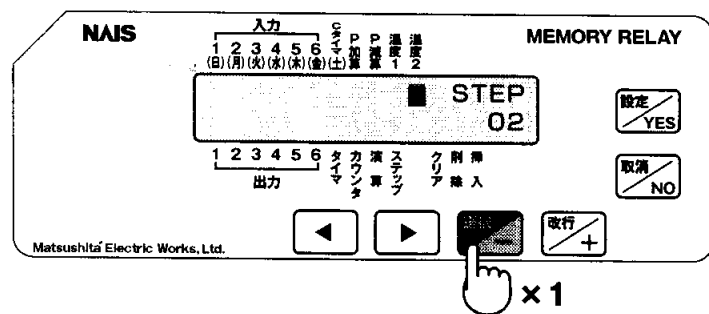 NAIS
入力
MEMORY RELAY
1 2 3 4 5 6 Cタイマ P加算 P減算 温度1 温度2
(日)(月)(火)(水)(木)(金)(土)
STEP
02
設定/YES
1 2 3 4 5 6 タイマ カウンタ 演算 ステップ クリア 削除 挿入
出力
取消/NO
◀ ▶ − 改行/+
Matsushita Electric Works, Ltd.
×1